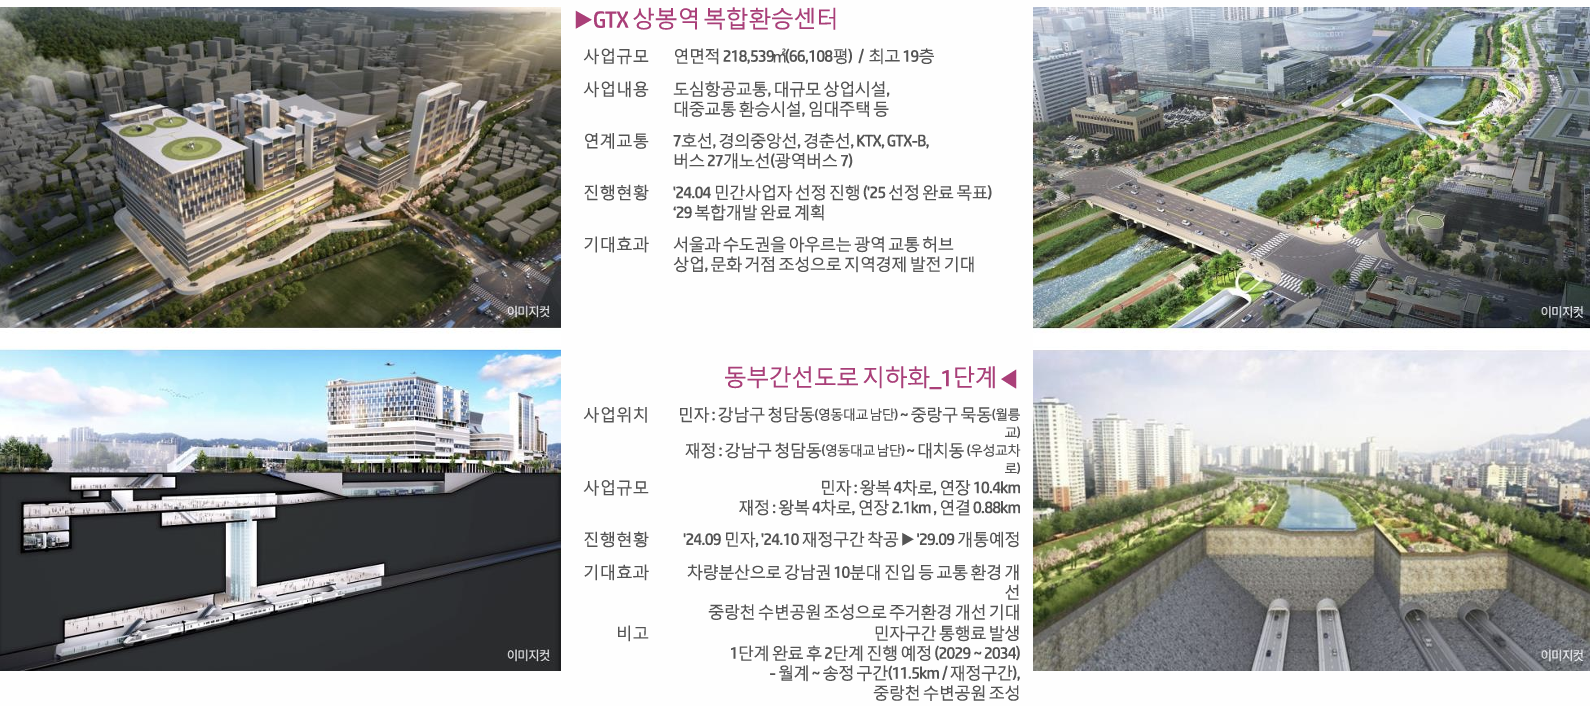 ▶GTX 상봉역 복합환승센터
사업규모 연면적 218,539㎡(66,108평) / 최고 19층
사업내용 도심항공교통, 대규모 상업시설,
대중교통 환승시설, 임대주택 등
연계교통 7호선, 경의중앙선, 경춘선, KTX, GTX-B,
버스 27개노선(광역버스 7)
진행현황 '24.04 민간사업자 선정 진행 ('25 선정 완료 목표)
‘29 복합개발 완료 계획
기대효과 서울과 수도권을 아우르는 광역 교통 허브
상업, 문화 거점 조성으로 지역경제 발전 기대
이미지컷
이미지컷
동부간선도로 지하화_1단계◀
사업위치 민자 : 강남구 청담동(영동대교 남단) ~ 중랑구 묵동(월릉
교)
재정 : 강남구 청담동(영동대교 남단) ~ 대치동 (우성교차
로)
사업규모 민자 : 왕복 4차로, 연장 10.4km
재정 : 왕복 4차로, 연장 2.1km , 연결 0.88km
진행현황 '24.09 민자, '24.10 재정구간 착공 ▶ '29.09 개통예정
기대효과 차량분산으로 강남권 10분대 진입 등 교통 환경 개
선
중랑천 수변공원 조성으로 주거환경 개선 기대
비고 민자구간 통행료 발생
1단계 완료 후 2단계 진행 예정 (2029 ~ 2034)
- 월계 ~ 송정 구간(11.5km / 재정구간),
중랑천 수변공원 조성
이미지컷
이미지컷